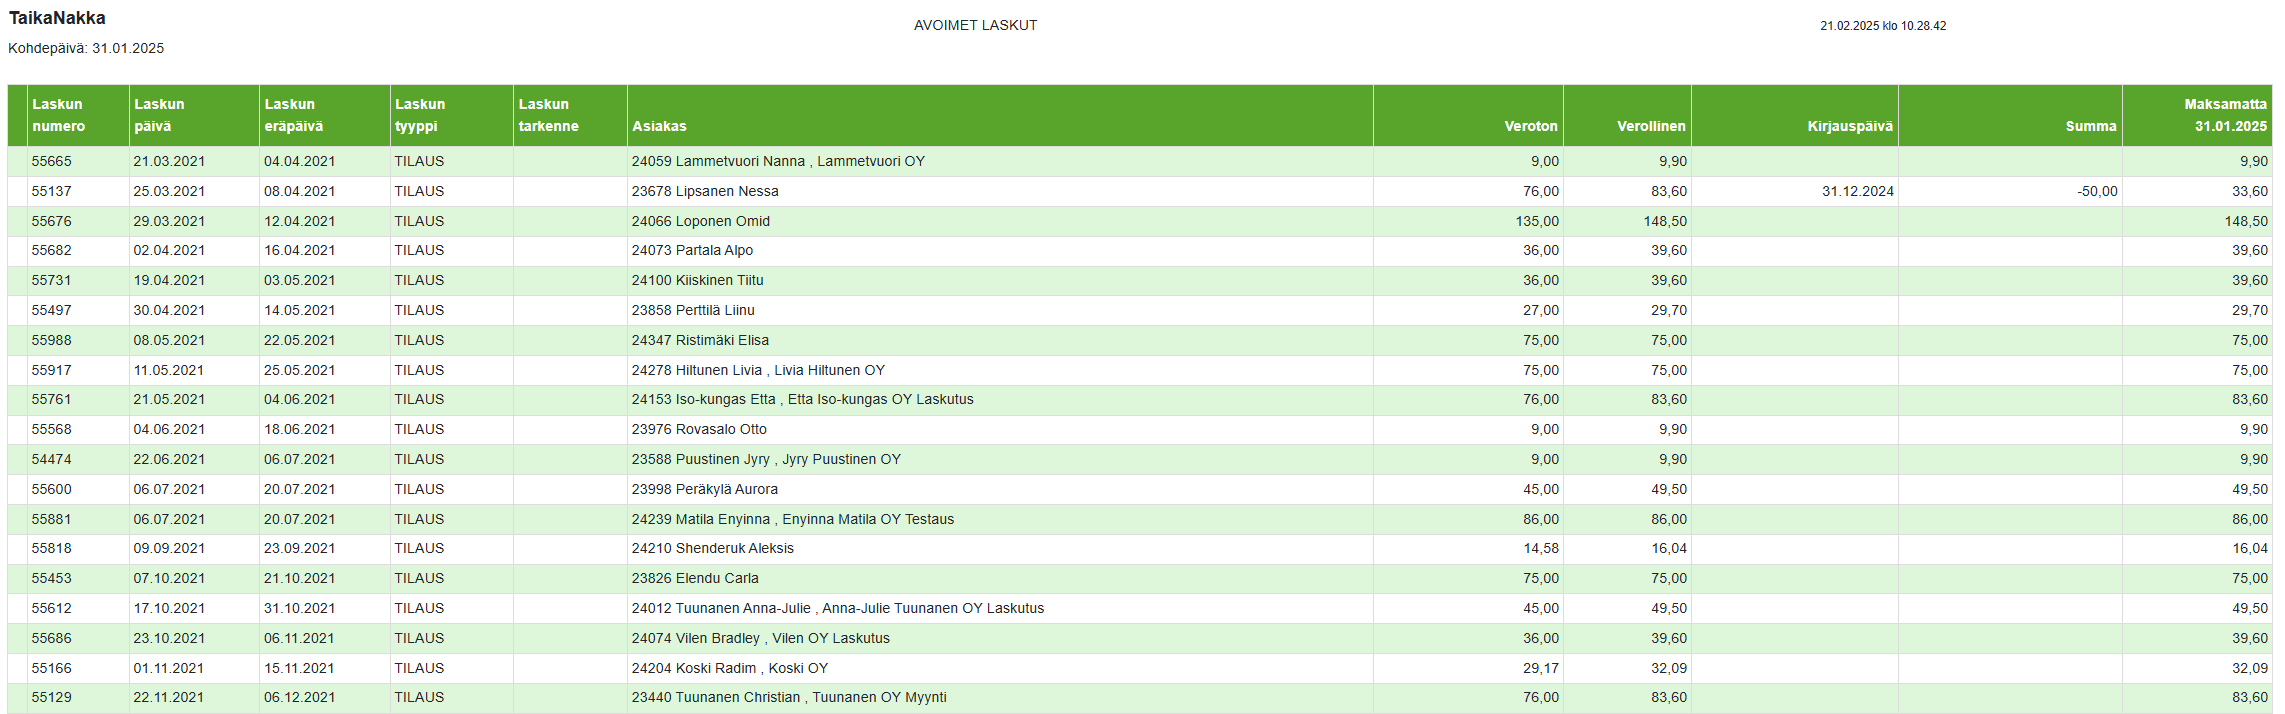 TaikaNakka
AVOIMET LASKUT
21.02.2025 klo 10.28.42
Kohdepäivä: 31.01.2025
Laskun numero Laskun päivä Laskun eräpäivä Laskun tyyppi Laskun tarkenne Asiakas Veroton Verollinen Kirjauspäivä Summa Maksamatta 31.01.2025
55665 21.03.2021 04.04.2021 TILAUS 24059 Lammetvuori Nanna , Lammetvuori OY 9,00 9,90 9,90
55137 25.03.2021 08.04.2021 TILAUS 23678 Lipsanen Nessa 76,00 83,60 31.12.2024 -50,00 33,60
55676 29.03.2021 12.04.2021 TILAUS 24066 Loponen Omid 135,00 148,50 148,50
55682 02.04.2021 16.04.2021 TILAUS 24073 Partala Alpo 36,00 39,60 39,60
55731 19.04.2021 03.05.2021 TILAUS 24100 Kiiskinen Tiitu 36,00 39,60 39,60
55497 30.04.2021 14.05.2021 TILAUS 23858 Perttilä Liinu 27,00 29,70 29,70
55988 08.05.2021 22.05.2021 TILAUS 24347 Ristimäki Elisa 75,00 75,00 75,00
55917 11.05.2021 25.05.2021 TILAUS 24278 Hiltunen Livia , Livia Hiltunen OY 75,00 75,00 75,00
55761 21.05.2021 04.06.2021 TILAUS 24153 Iso-kungas Etta , Etta Iso-kungas OY Laskutus 76,00 83,60 83,60
55568 04.06.2021 18.06.2021 TILAUS 23976 Rovasalo Otto 9,00 9,90 9,90
54474 22.06.2021 06.07.2021 TILAUS 23588 Puustinen Jyry , Jyry Puustinen OY 9,00 9,90 9,90
55600 06.07.2021 20.07.2021 TILAUS 23998 Peräkylä Aurora 45,00 49,50 49,50
55881 06.07.2021 20.07.2021 TILAUS 24239 Matila Enyinna , Enyinna Matila OY Testaus 86,00 86,00 86,00
55818 09.09.2021 23.09.2021 TILAUS 24210 Shenderuk Aleksis 14,58 16,04 16,04
55453 07.10.2021 21.10.2021 TILAUS 23826 Elendu Carla 75,00 75,00 75,00
55612 17.10.2021 31.10.2021 TILAUS 24012 Tuunanen Anna-Julie , Anna-Julie Tuunanen OY Laskutus 45,00 49,50 49,50
55686 23.10.2021 06.11.2021 TILAUS 24074 Vilen Bradley , Vilen OY Laskutus 36,00 39,60 39,60
55166 01.11.2021 15.11.2021 TILAUS 24204 Koski Radim , Koski OY 29,17 32,09 32,09
55129 22.11.2021 06.12.2021 TILAUS 23440 Tuunanen Christian , Tuunanen OY Myynti 76,00 83,60 83,60